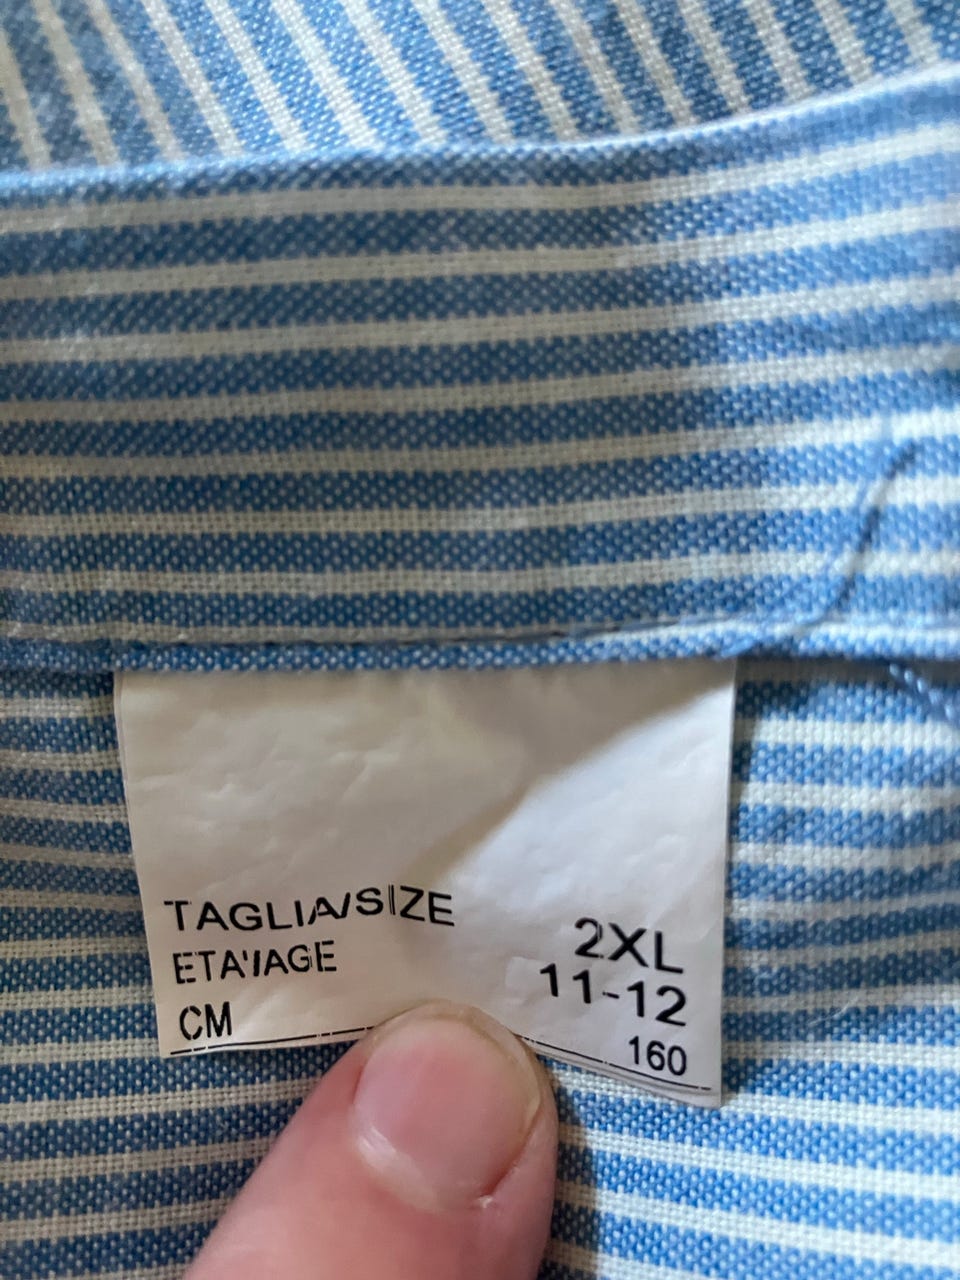 TAGLIA/SIZE 2XL
ETA'/AGE 11-12
CM 160